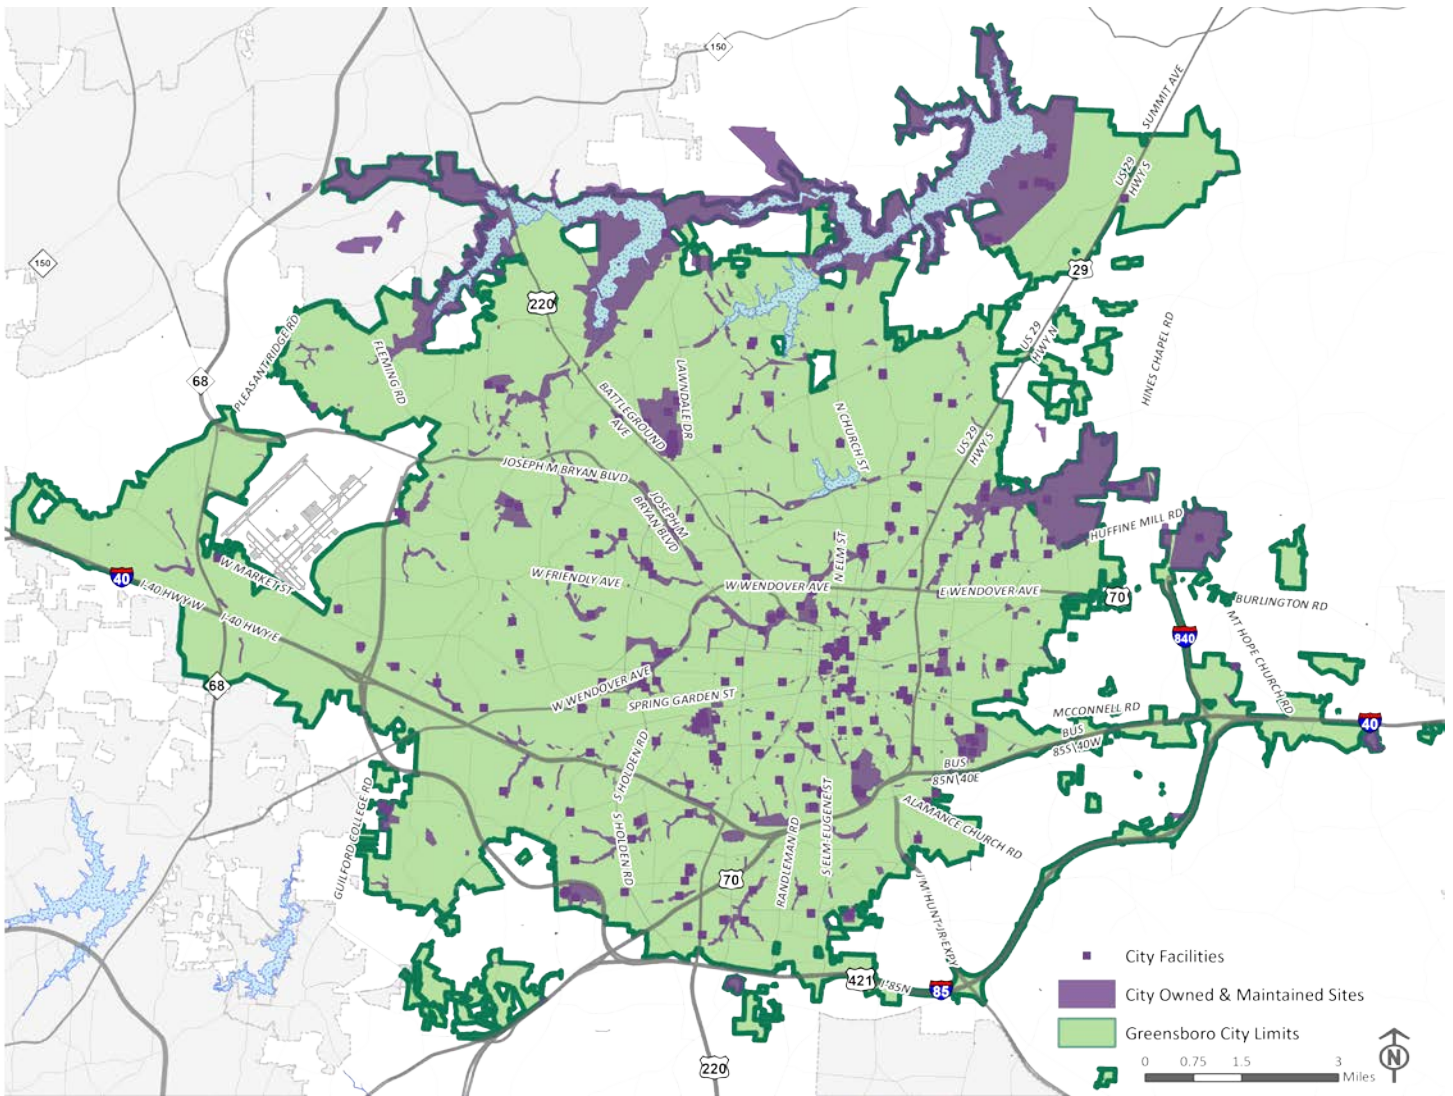 150
SUMMIT AVE
US 29
HWY S
150
29
220
PLEASANT RIDGE RD
FLEMING RD
US 29
HWY N
HINES CHAPEL RD
68
LAWNDALE DR
BATTLEGROUND
AVE
N CHURCH ST
US 29
HWY S
JOSEPH M BRYAN BLVD
JOSEPH M
BRYAN BLVD
HUFFINE MILL RD
N ELM ST
40
W MARKET ST
I-40 HWY W
W FRIENDLY AVE
W WENDOVER AVE
E WENDOVER AVE
70
BURLINGTON RD
I-40 HWY E
840
MT HOPE CHURCH RD
68
W WENDOVER AVE
SPRING GARDEN ST
MCCONNELL RD
40
BUS
85S\40W
S HOLDEN RD
BUS
85N\40E
GUILFORD COLLEGE RD
S ELM-EUGENE ST
ALAMANCE CHURCH RD
S HOLDEN RD
RANDLEMAN RD
70
J M HUNT JR EXPY
421
I-85N
85
220
City Facilities
City Owned & Maintained Sites
Greensboro City Limits
0 0.75 1.5 3
Miles
N